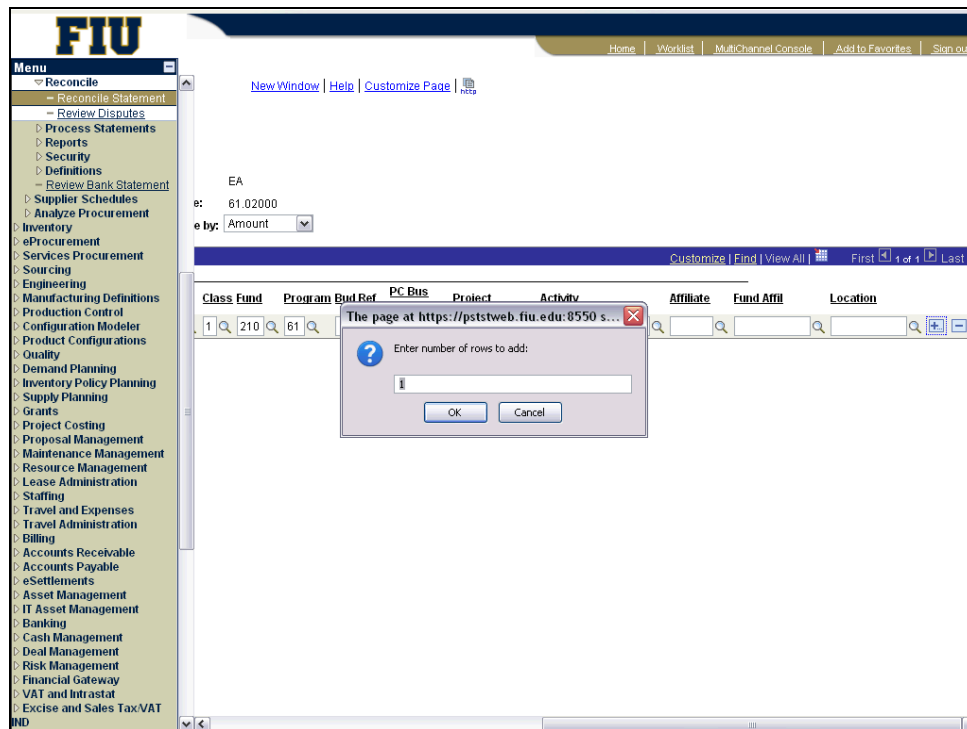 FIU
Home | Worklist | MultiChannel Console | Add to Favorites | Sign ou
Menu
Reconcile
– Reconcile Statement
– Review Disputes
Process Statements
Reports
Security
Definitions
– Review Bank Statement
Supplier Schedules
Analyze Procurement
Inventory
eProcurement
Services Procurement
Sourcing
Engineering
Manufacturing Definitions
Production Control
Configuration Modeler
Product Configurations
Quality
Demand Planning
Inventory Policy Planning
Supply Planning
Grants
Project Costing
Proposal Management
Maintenance Management
Resource Management
Lease Administration
Staffing
Travel and Expenses
Travel Administration
Billing
Accounts Receivable
Accounts Payable
eSettlements
Asset Management
IT Asset Management
Banking
Cash Management
Deal Management
Risk Management
Financial Gateway
VAT and Intrastat
Excise and Sales Tax/VAT
IND
New Window | Help | Customize Page | http
EA
e: 61.02000
e by: Amount
Customize | Find | View All | First 1 of 1 Last
Class Fund Program Bud Ref PC Bus Project Activity Affiliate Fund Affil Location
1 210 61
The page at https://pststweb.fiu.edu:8550 s...
Enter number of rows to add:
1
OK Cancel